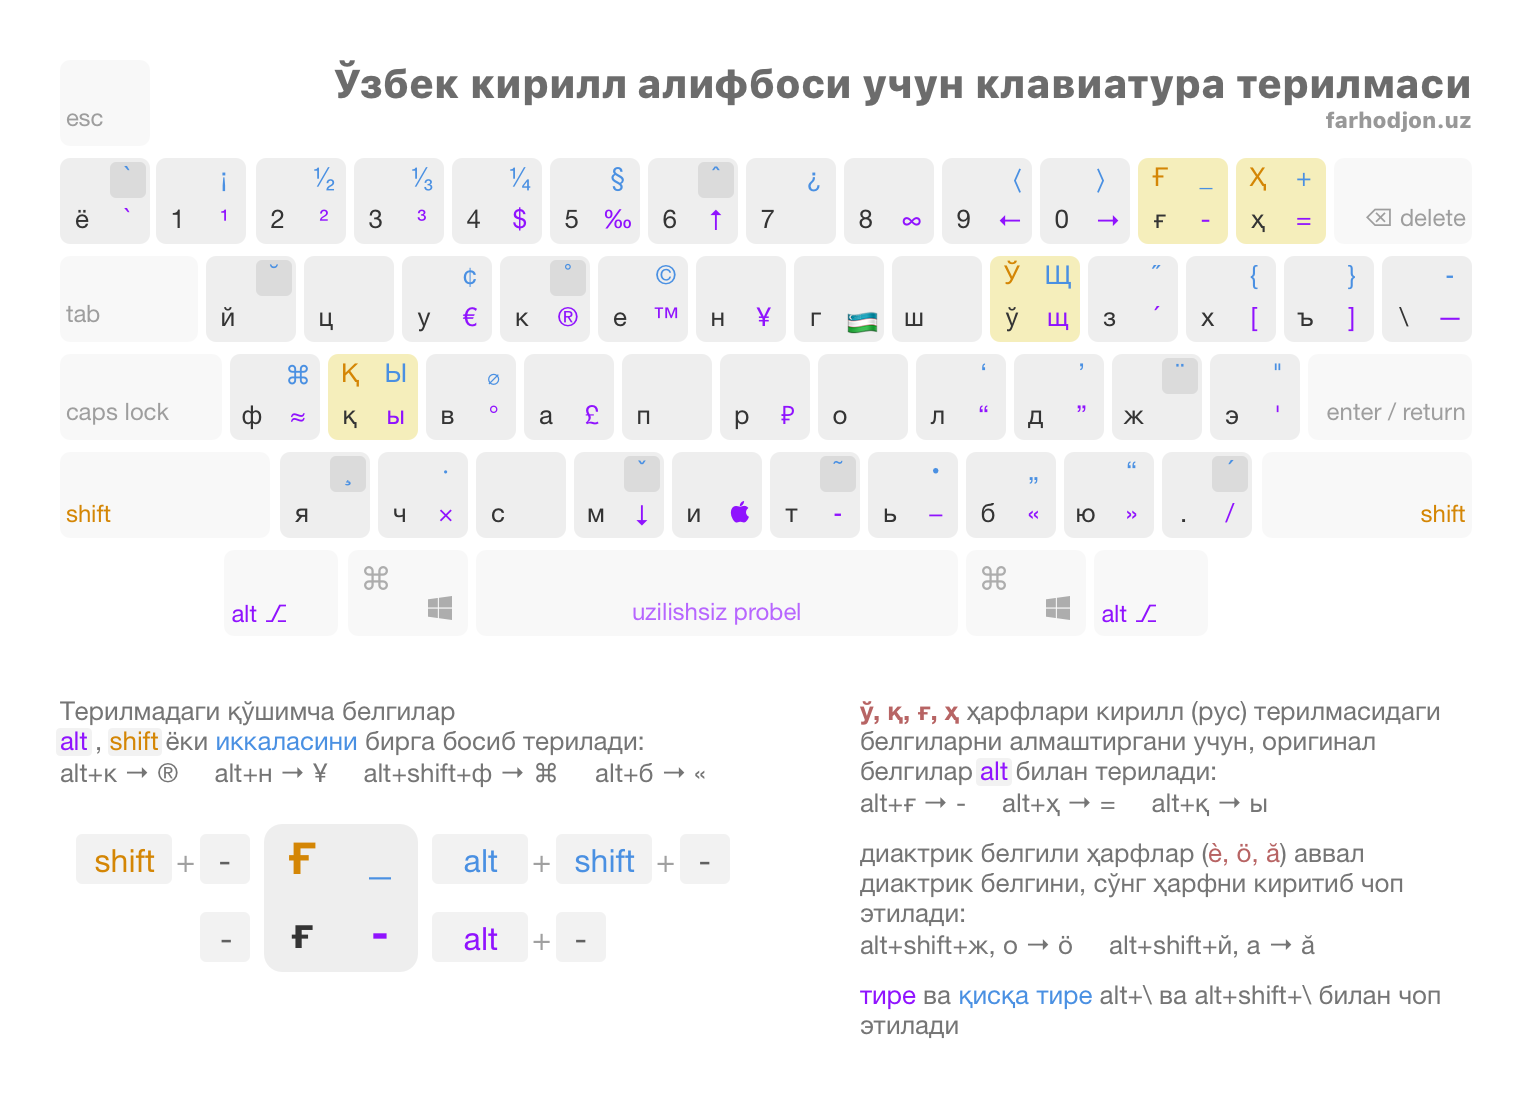 Ўзбек кирилл алифбоси учун клавиатура терилмаси
farhodjon.uz
esc
ё ` ` 1 ¡ ¹ 2 ½ ² 3 ⅓ ³ 4 ¼ $ 5 § ‰ 6 ˆ ↑ 7 ¿ 8 ∞ 9 〈 ← 0 〉 → Ғ _ ғ - Ҳ + ҳ = ⌫ delete
tab й ˘ ц у ¢ € к ° ® е © ™ н ¥ г 🇺🇿 ш Ў Щ ў щ з ˝ ´ х { [ ъ } ] \ - —
caps lock ф ⌘ ≈ Қ Ы қ ы в ⌀ ° а £ п р ₽ о л ‘ “ д ’ ” ж ¨ э " ' enter / return
shift я ¸ ч · × с м ˇ ↓ и  т ˜ - ь • – б „ « ю “ » . ´ / shift
alt ⌥ ⌘ uzilishsiz probel ⌘ alt ⌥
Терилмадаги қўшимча белгилар
alt , shift ёки иккаласини бирга босиб терилади:
alt+к → ® alt+н → ¥ alt+shift+ф → ⌘ alt+б → «
shift + - Ғ _ alt + shift + -
- ғ - alt + -
ў, қ, ғ, ҳ ҳарфлари кирилл (рус) терилмасидаги
белгиларни алмаштиргани учун, оригинал
белгилар alt билан терилади:
alt+ғ → - alt+ҳ → = alt+қ → ы
диактрик белгили ҳарфлар (ѐ, ӧ, ӑ) аввал
диактрик белгини, сўнг ҳарфни киритиб чоп
этилади:
alt+shift+ж, о → ӧ alt+shift+й, а → ӑ
тире ва қисқа тире alt+\ ва alt+shift+\ билан чоп
этилади